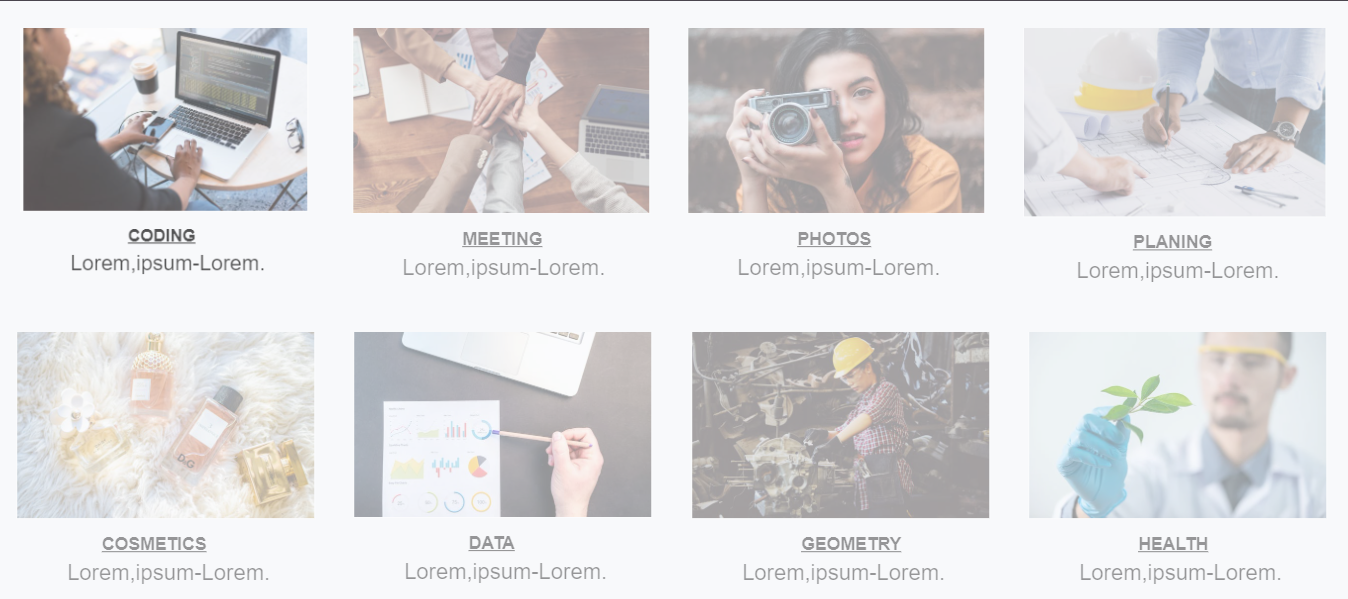 CODING
Lorem,ipsum-Lorem.
MEETING
Lorem,ipsum-Lorem.
PHOTOS
Lorem,ipsum-Lorem.
PLANING
Lorem,ipsum-Lorem.
D&G
COSMETICS
Lorem,ipsum-Lorem.
DATA
Lorem,ipsum-Lorem.
GEOMETRY
Lorem,ipsum-Lorem.
HEALTH
Lorem,ipsum-Lorem.